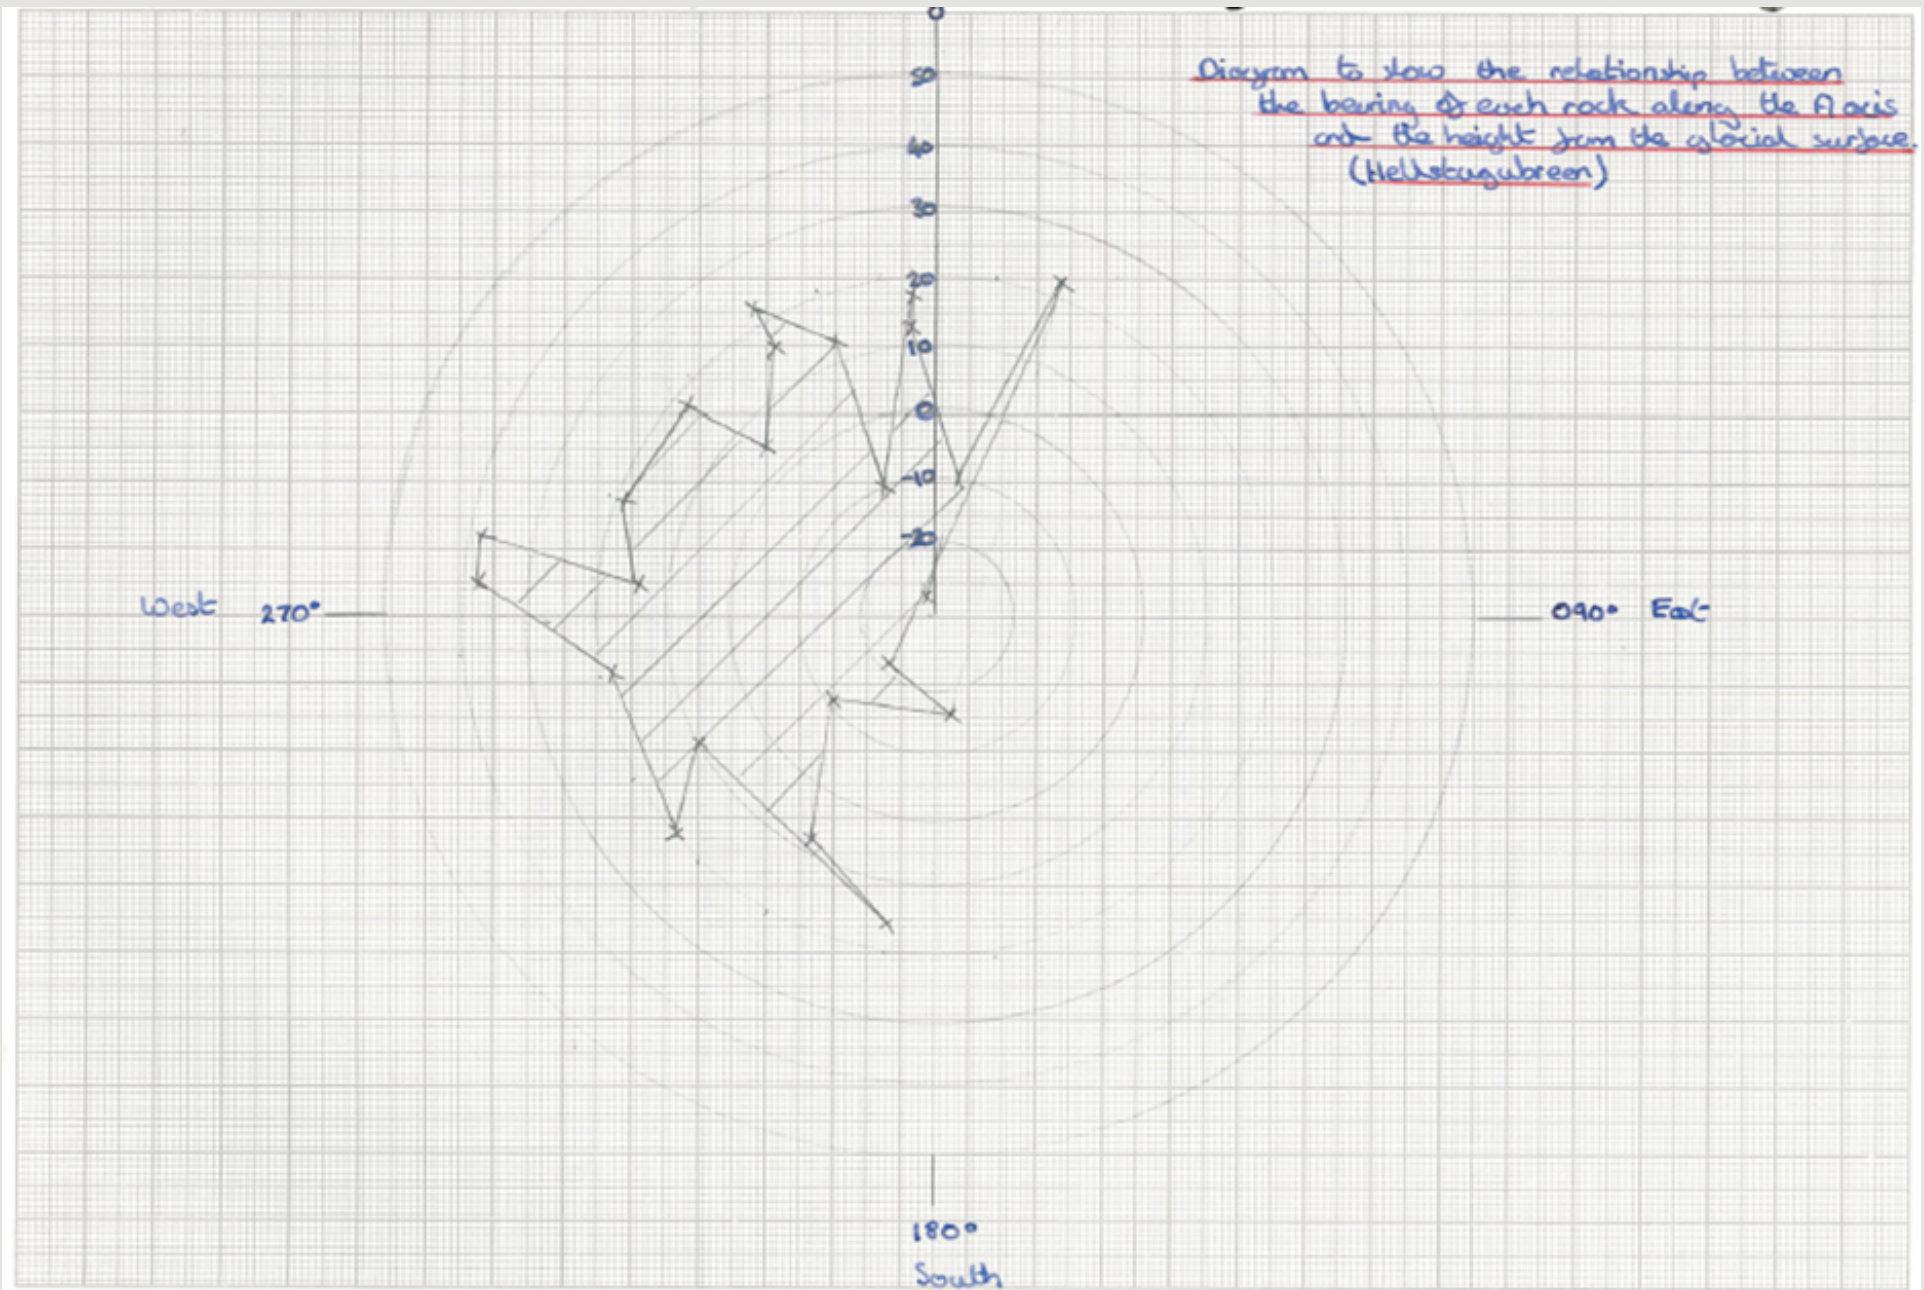 0
50
Diagram to show the relationship between
the bearing of each rock along the A axis
40
and the height from the glacial surface.
(Hellstugubreen)
30
20
10
0
-10
-20
West 270°
090° East
180°
South